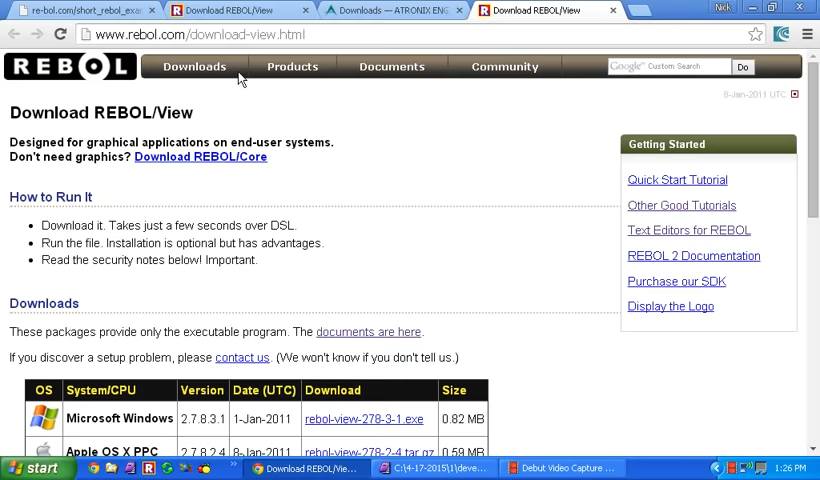 re-bol.com/short_rebol_exa
Download REBOL/View
Downloads — ATRONIX ENG
Download REBOL/View
Nick
www.rebol.com/download-view.html
REBOL
Downloads
Products
Documents
Community
Google Custom Search
Do
8-Jan-2011 UTC
Download REBOL/View
Designed for graphical applications on end-user systems.
Don't need graphics? Download REBOL/Core
Getting Started
Quick Start Tutorial
Other Good Tutorials
Text Editors for REBOL
REBOL 2 Documentation
Purchase our SDK
Display the Logo
How to Run It
• Download it. Takes just a few seconds over DSL.
• Run the file. Installation is optional but has advantages.
• Read the security notes below! Important.
Downloads
These packages provide only the executable program. The documents are here.
If you discover a setup problem, please contact us. (We won't know if you don't tell us.)
OS System/CPU Version Date (UTC) Download Size
Microsoft Windows 2.7.8.3.1 1-Jan-2011 rebol-view-278-3-1.exe 0.82 MB
Apple OS X PPC 2.7.8.2.4 8-Jan-2011 rebol-view-278-2-4.tar.gz 0.59 MB
start
Download REBOL/Vie...
C:\4-17-2015\1\deve...
Debut Video Capture ...
1:26 PM